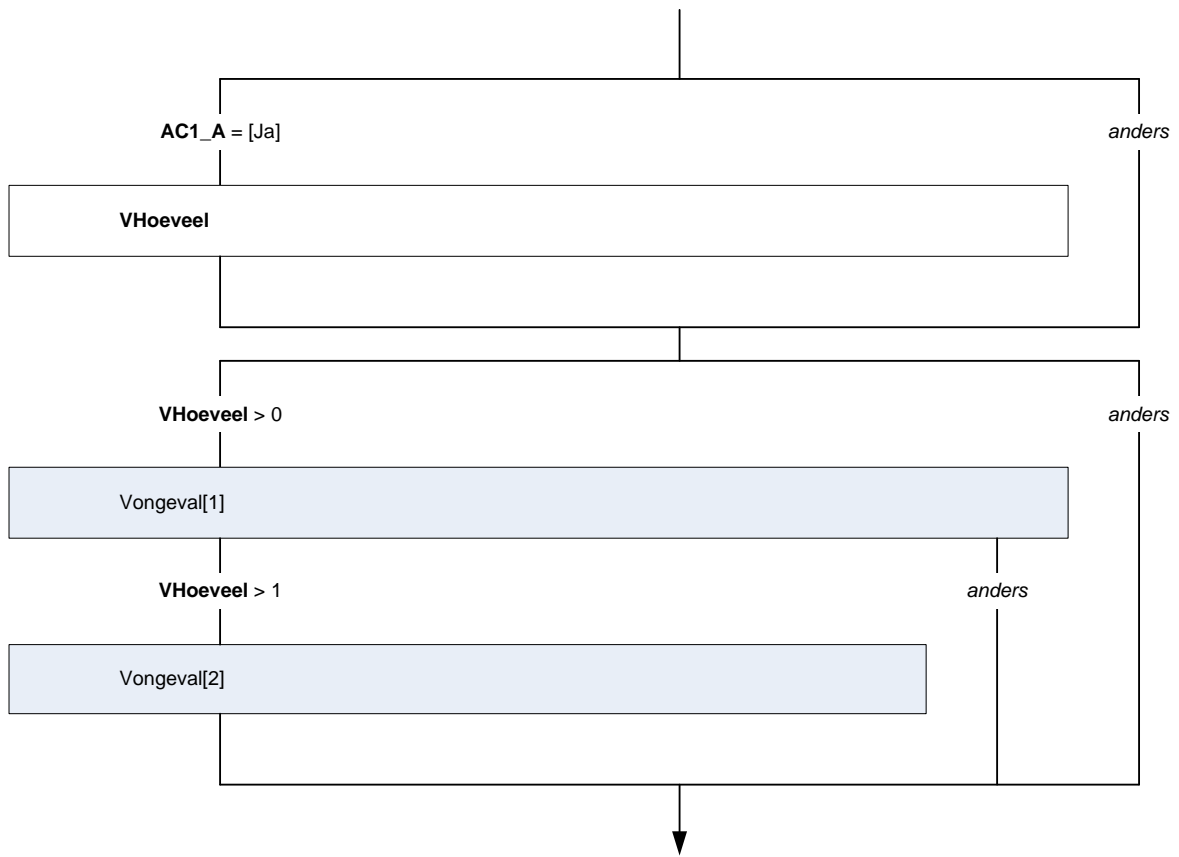 AC1_A = [Ja]
anders
VHoeveel
VHoeveel > 0
anders
Vongeval[1]
VHoeveel > 1
anders
Vongeval[2]